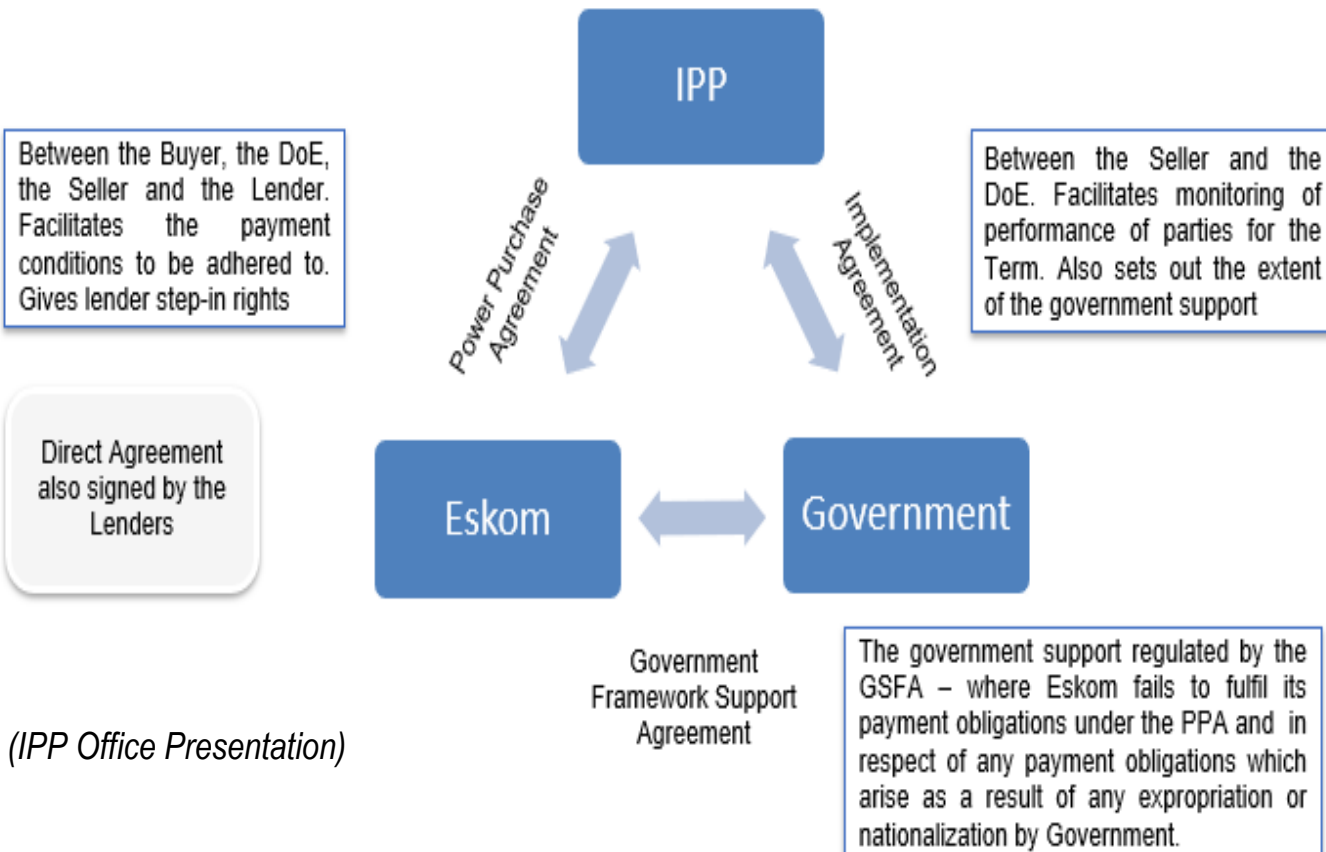 IPP
Between the Buyer, the DoE,
the Seller and the Lender.
Facilitates the payment
conditions to be adhered to.
Gives lender step-in rights
Power Purchase
Agreement
Implementation
Agreement
Between the Seller and the
DoE. Facilitates monitoring of
performance of parties for the
Term. Also sets out the extent
of the government support
Direct Agreement
also signed by the
Lenders
Eskom
Government
Government
Framework Support
Agreement
The government support regulated by the
GSFA – where Eskom fails to fulfil its
payment obligations under the PPA and in
respect of any payment obligations which
arise as a result of any expropriation or
nationalization by Government.
(IPP Office Presentation)